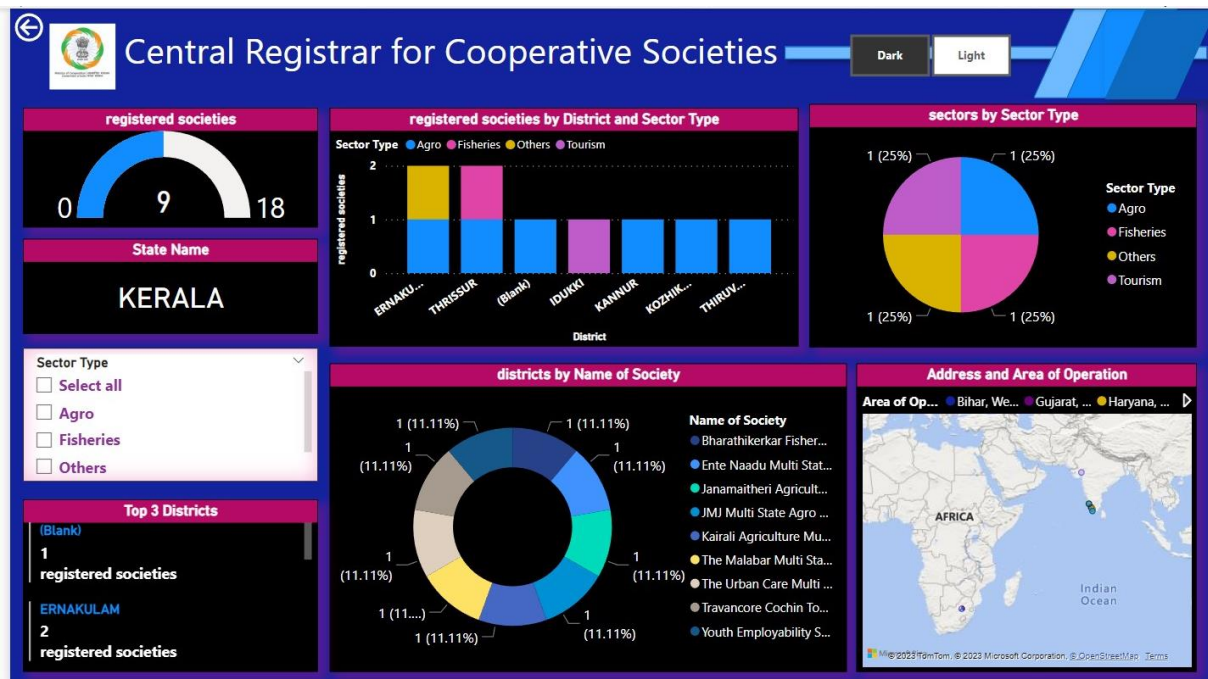 Central Registrar for Cooperative Societies
Dark
Light
registered societies
0
9
18
State Name
KERALA
Sector Type
Select all
Agro
Fisheries
Others
Top 3 Districts
(Blank)
1
registered societies
ERNAKULAM
2
registered societies
registered societies by District and Sector Type
Sector Type Agro Fisheries Others Tourism
registered societies
2
1
0
ERNAKU...
THRISSUR
(Blank)
IDUKKI
KANNUR
KOZHIK...
THIRUV...
District
sectors by Sector Type
1 (25%)
1 (25%)
1 (25%)
1 (25%)
Sector Type
Agro
Fisheries
Others
Tourism
districts by Name of Society
1 (11.11%)
1 (11.11%)
1
(11.11%)
1
(11.11%)
1
(11.11%)
1
(11.11%)
1 (11....)
1
(11.11%)
1 (11.11%)
Name of Society
Bharathikerkar Fisher...
Ente Naadu Multi Stat...
Janamaitheri Agricult...
JMJ Multi State Agro ...
Kairali Agriculture Mu...
The Malabar Multi Sta...
The Urban Care Multi ...
Travancore Cochin To...
Youth Employability S...
Address and Area of Operation
Area of Op... Bihar, We... Gujarat, ... Haryana, ...
AFRICA
Indian
Ocean
© 2023 TomTom, © 2023 Microsoft Corporation, © OpenStreetMap Terms